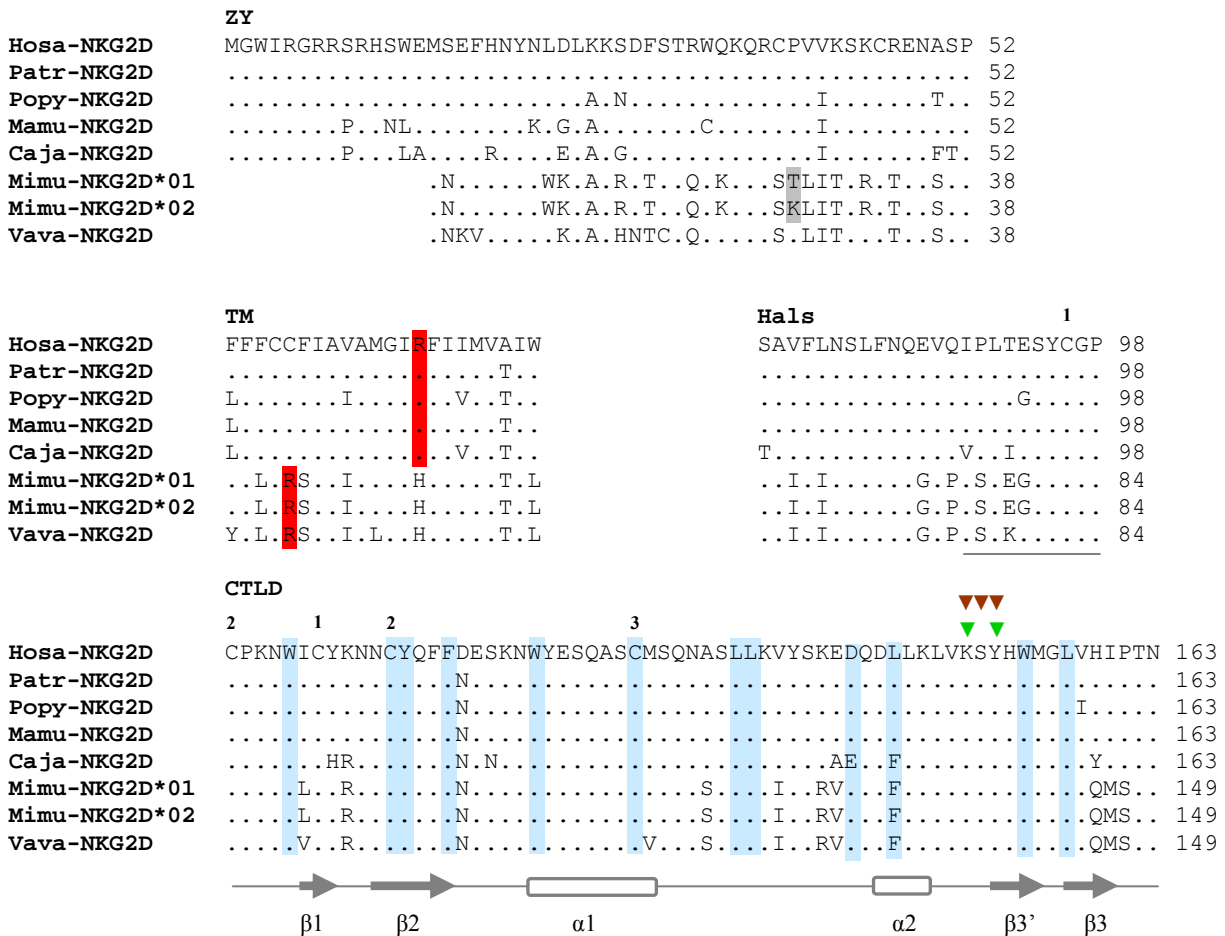 ZY
Hosa-NKG2D MGWIRGRRSRHSWEMSEFHNYNLDLKKSDFSTRWQKQRCPVVKSKCRENASP 52
Patr-NKG2D .................................................... 52
Popy-NKG2D .........................A.N.............I.......T.. 52
Mamu-NKG2D ........P..NL.......K.G.A.......C.......I.......... 52
Caja-NKG2D ........P...LA....R....E.A.G.............I.......FT. 52
Mimu-NKG2D*01 .N......WK.A.R.T..Q.K...STLIT.R.T..S.. 38
Mimu-NKG2D*02 .N......WK.A.R.T..Q.K...SKLIT.R.T..S.. 38
Vava-NKG2D .NKV.....K.A.HNTC.Q.....S.LIT...T..S.. 38
TM Hals 1
Hosa-NKG2D FFFCCFIAVAMGIRFIIMVAIW SAVFLNSLFNQEVQIPLTESYCGP 98
Patr-NKG2D ...................T.. ........................ 98
Popy-NKG2D L.......I.......V..T.. ..................G..... 98
Mamu-NKG2D L..................T.. ........................ 98
Caja-NKG2D L...............V..T.. T.............V..I...... 98
Mimu-NKG2D*01 ..L.RS..I....H.....T.L ..I.I......G.P.S.EG..... 84
Mimu-NKG2D*02 ..L.RS..I....H.....T.L ..I.I......G.P.S.EG..... 84
Vava-NKG2D Y.L.RS..I.L..H.....T.L ..I.I......G.P.S.K...... 84
CTLD
2 1 2 3
Hosa-NKG2D CPKNWICYKNNCYQFFDESKNWYESQASCMSQNASLLKVYSKEDQDLLKLVKSYHWMGLVHIPTN 163
Patr-NKG2D ................N................................................ 163
Popy-NKG2D ................N...........................................I.... 163
Mamu-NKG2D ................................................................. 163
Caja-NKG2D .......HR.......N.N.......................AE..F.............Y.... 163
Mimu-NKG2D*01 .....L..R.......N................S....I..RV...F.............QMS.. 149
Mimu-NKG2D*02 .....L..R.......N................S....I..RV...F.............QMS.. 149
Vava-NKG2D .....V..R.......N............V...S....I..RV...F.............QMS.. 149
β1 β2 α1 α2 β3’ β3